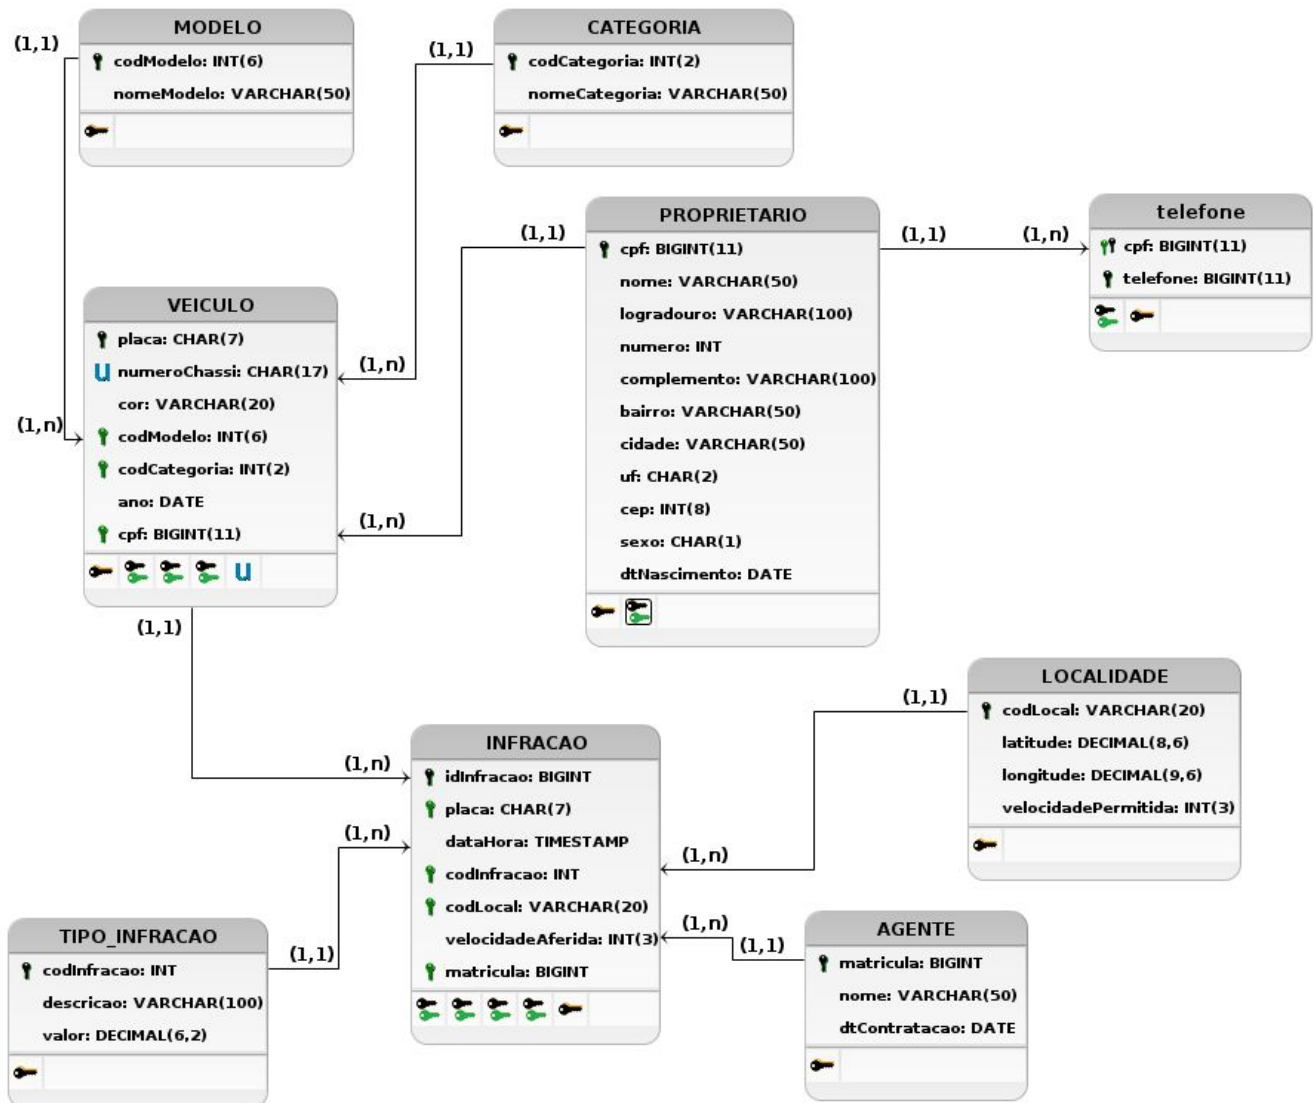 MODELO
codModelo: INT(6)
nomeModelo: VARCHAR(50)
(1,1)
(1,n)
CATEGORIA
codCategoria: INT(2)
nomeCategoria: VARCHAR(50)
(1,1)
(1,n)
PROPRIETARIO
cpf: BIGINT(11)
nome: VARCHAR(50)
logradouro: VARCHAR(100)
numero: INT
complemento: VARCHAR(100)
bairro: VARCHAR(50)
cidade: VARCHAR(50)
uf: CHAR(2)
cep: INT(8)
sexo: CHAR(1)
dtNascimento: DATE
(1,1)
(1,n)
(1,1)
(1,n)
telefone
cpf: BIGINT(11)
telefone: BIGINT(11)
VEICULO
placa: CHAR(7)
U numeroChassi: CHAR(17)
cor: VARCHAR(20)
codModelo: INT(6)
codCategoria: INT(2)
ano: DATE
cpf: BIGINT(11)
U
(1,1)
(1,n)
LOCALIDADE
codLocal: VARCHAR(20)
latitude: DECIMAL(8,6)
longitude: DECIMAL(9,6)
velocidadePermitida: INT(3)
(1,1)
(1,n)
INFRACAO
idInfracao: BIGINT
placa: CHAR(7)
dataHora: TIMESTAMP
codInfracao: INT
codLocal: VARCHAR(20)
velocidadeAferida: INT(3)
matricula: BIGINT
TIPO_INFRACAO
codInfracao: INT
descricao: VARCHAR(100)
valor: DECIMAL(6,2)
(1,1)
(1,n)
AGENTE
matricula: BIGINT
nome: VARCHAR(50)
dtContratacao: DATE
(1,1)
(1,n)